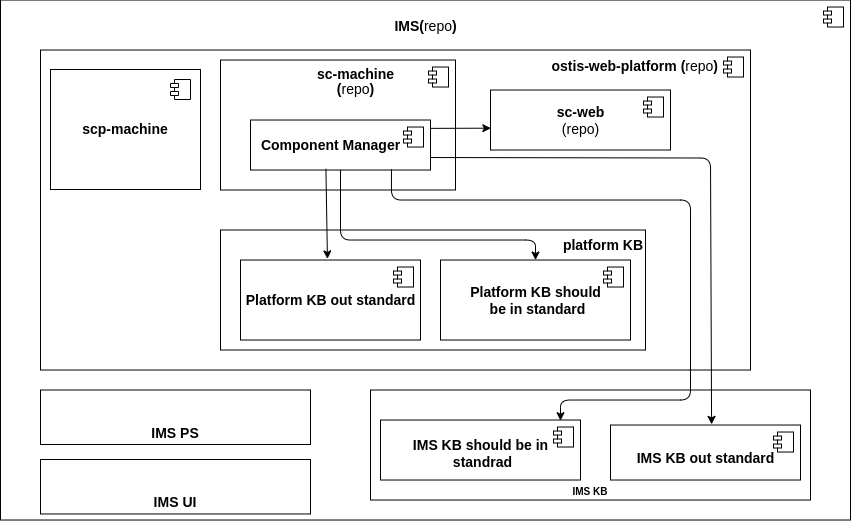 IMS(repo)
ostis-web-platform (repo)
sc-machine
(repo)
scp-machine
sc-web
(repo)
Component Manager
platform KB
Platform KB out standard
Platform KB should
be in standard
IMS PS
IMS UI
IMS KB should be in
standrad
IMS KB out standard
IMS KB